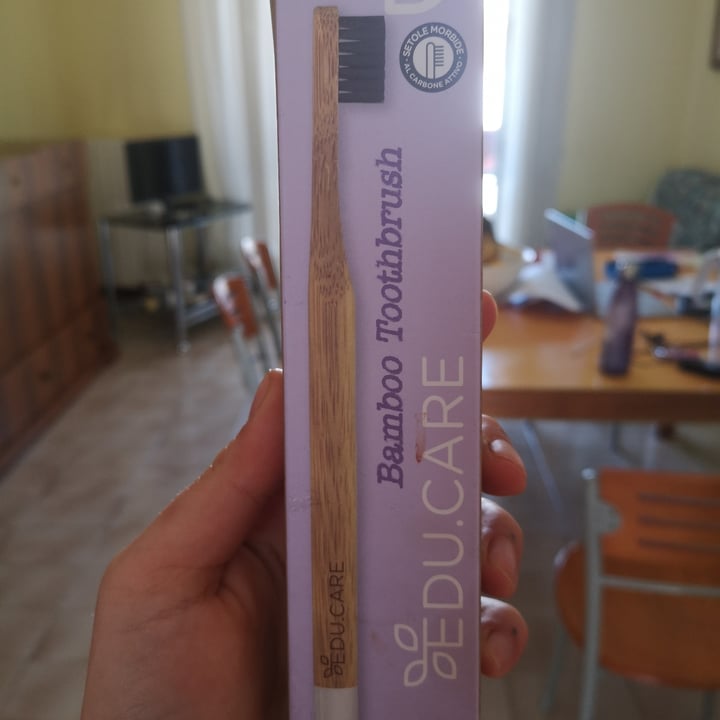 SETOLE MORBIDE
AL CARBONE ATTIVO
Bamboo Toothbrush
EDU.CARE
EDU.CARE